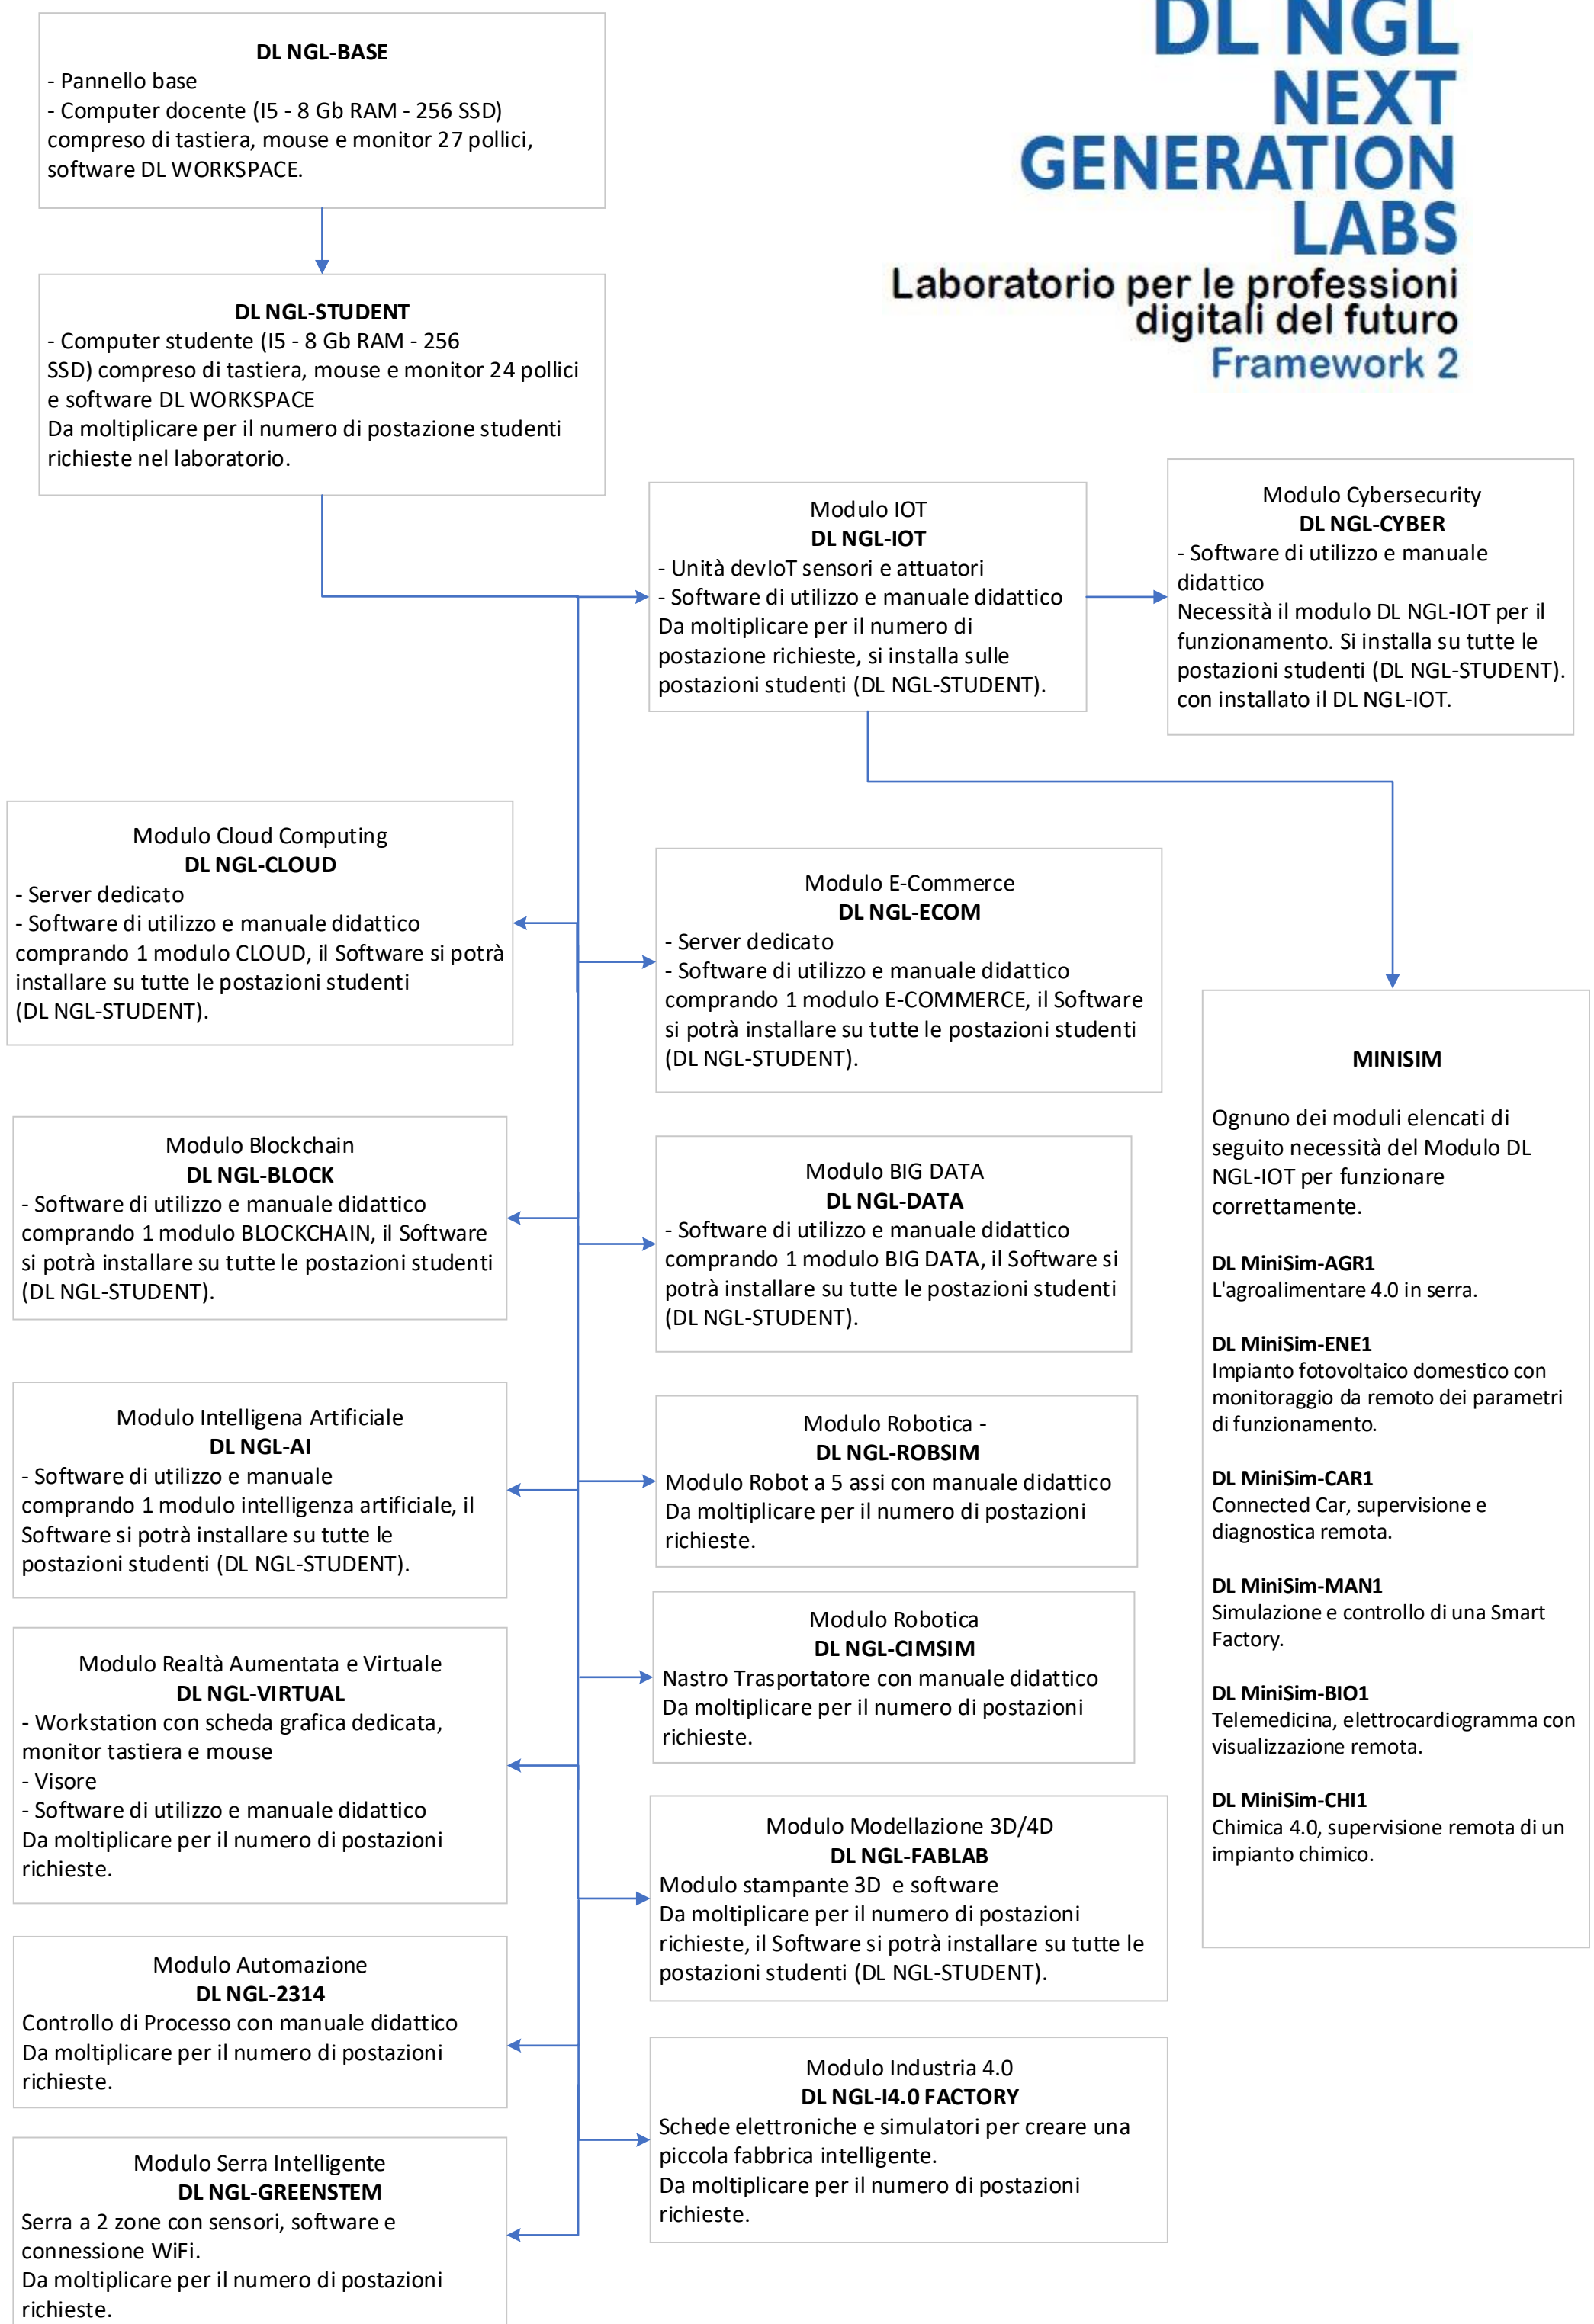 DL NGL
NEXT
GENERATION
LABS
Laboratorio per le professioni
digitali del futuro
Framework 2
DL NGL-BASE
- Pannello base
- Computer docente (I5 - 8 Gb RAM - 256 SSD)
compreso di tastiera, mouse e monitor 27 pollici,
software DL WORKSPACE.
DL NGL-STUDENT
- Computer studente (I5 - 8 Gb RAM - 256
SSD) compreso di tastiera, mouse e monitor 24 pollici
e software DL WORKSPACE
Da moltiplicare per il numero di postazione studenti
richieste nel laboratorio.
Modulo IOT
DL NGL-IOT
- Unità devIoT sensori e attuatori
- Software di utilizzo e manuale didattico
Da moltiplicare per il numero di
postazione richieste, si installa sulle
postazioni studenti (DL NGL-STUDENT).
Modulo Cybersecurity
DL NGL-CYBER
- Software di utilizzo e manuale
didattico
Necessità il modulo DL NGL-IOT per il
funzionamento. Si installa su tutte le
postazioni studenti (DL NGL-STUDENT).
con installato il DL NGL-IOT.
Modulo Cloud Computing
DL NGL-CLOUD
- Server dedicato
- Software di utilizzo e manuale didattico
comprando 1 modulo CLOUD, il Software si potrà
installare su tutte le postazioni studenti
(DL NGL-STUDENT).
Modulo E-Commerce
DL NGL-ECOM
- Server dedicato
- Software di utilizzo e manuale didattico
comprando 1 modulo E-COMMERCE, il Software
si potrà installare su tutte le postazioni studenti
(DL NGL-STUDENT).
Modulo Blockchain
DL NGL-BLOCK
- Software di utilizzo e manuale didattico
comprando 1 modulo BLOCKCHAIN, il Software
si potrà installare su tutte le postazioni studenti
(DL NGL-STUDENT).
Modulo BIG DATA
DL NGL-DATA
- Software di utilizzo e manuale didattico
comprando 1 modulo BIG DATA, il Software si
potrà installare su tutte le postazioni studenti
(DL NGL-STUDENT).
Modulo Intelligena Artificiale
DL NGL-AI
- Software di utilizzo e manuale
comprando 1 modulo intelligenza artificiale, il
Software si potrà installare su tutte le
postazioni studenti (DL NGL-STUDENT).
Modulo Robotica -
DL NGL-ROBSIM
Modulo Robot a 5 assi con manuale didattico
Da moltiplicare per il numero di postazioni
richieste.
Modulo Robotica
DL NGL-CIMSIM
Nastro Trasportatore con manuale didattico
Da moltiplicare per il numero di postazioni
richieste.
Modulo Realtà Aumentata e Virtuale
DL NGL-VIRTUAL
- Workstation con scheda grafica dedicata,
monitor tastiera e mouse
- Visore
- Software di utilizzo e manuale didattico
Da moltiplicare per il numero di postazioni
richieste.
Modulo Modellazione 3D/4D
DL NGL-FABLAB
Modulo stampante 3D e software
Da moltiplicare per il numero di postazioni
richieste, il Software si potrà installare su tutte le
postazioni studenti (DL NGL-STUDENT).
Modulo Automazione
DL NGL-2314
Controllo di Processo con manuale didattico
Da moltiplicare per il numero di postazioni
richieste.
Modulo Industria 4.0
DL NGL-I4.0 FACTORY
Schede elettroniche e simulatori per creare una
piccola fabbrica intelligente.
Da moltiplicare per il numero di postazioni
richieste.
Modulo Serra Intelligente
DL NGL-GREENSTEM
Serra a 2 zone con sensori, software e
connessione WiFi.
Da moltiplicare per il numero di postazioni
richieste.
MINISIM
Ognuno dei moduli elencati di
seguito necessità del Modulo DL
NGL-IOT per funzionare
correttamente.
DL MiniSim-AGR1
L'agroalimentare 4.0 in serra.
DL MiniSim-ENE1
Impianto fotovoltaico domestico con
monitoraggio da remoto dei parametri
di funzionamento.
DL MiniSim-CAR1
Connected Car, supervisione e
diagnostica remota.
DL MiniSim-MAN1
Simulazione e controllo di una Smart
Factory.
DL MiniSim-BIO1
Telemedicina, elettrocardiogramma con
visualizzazione remota.
DL MiniSim-CHI1
Chimica 4.0, supervisione remota di un
impianto chimico.